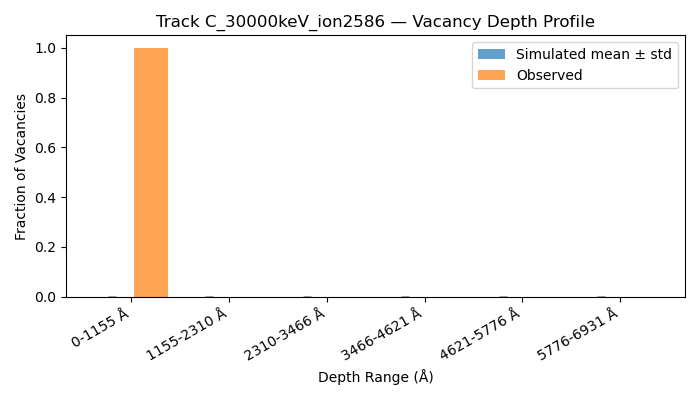 Track C_30000keV_ion2586 — Vacancy Depth Profile
Simulated mean ± std
Observed
Fraction of Vacancies
1.0
0.8
0.6
0.4
0.2
0.0
0-1155 Å
1155-2310 Å
2310-3466 Å
3466-4621 Å
4621-5776 Å
5776-6931 Å
Depth Range (Å)